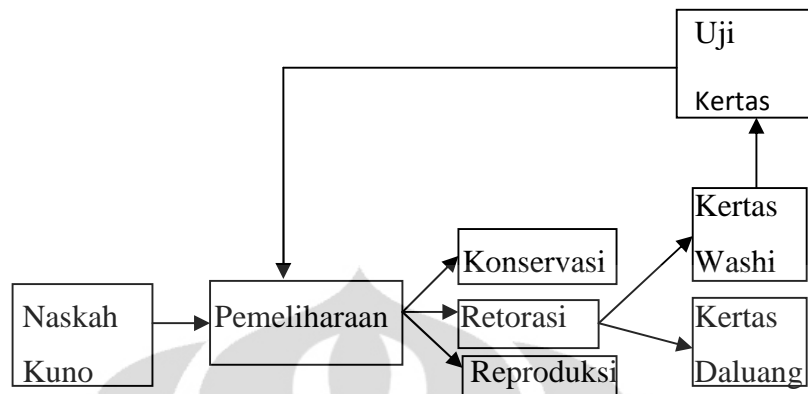 Uji
Kertas
Kertas
Washi
Konservasi
Naskah
Kuno
Pemeliharaan
Retorasi
Kertas
Daluang
Reproduksi